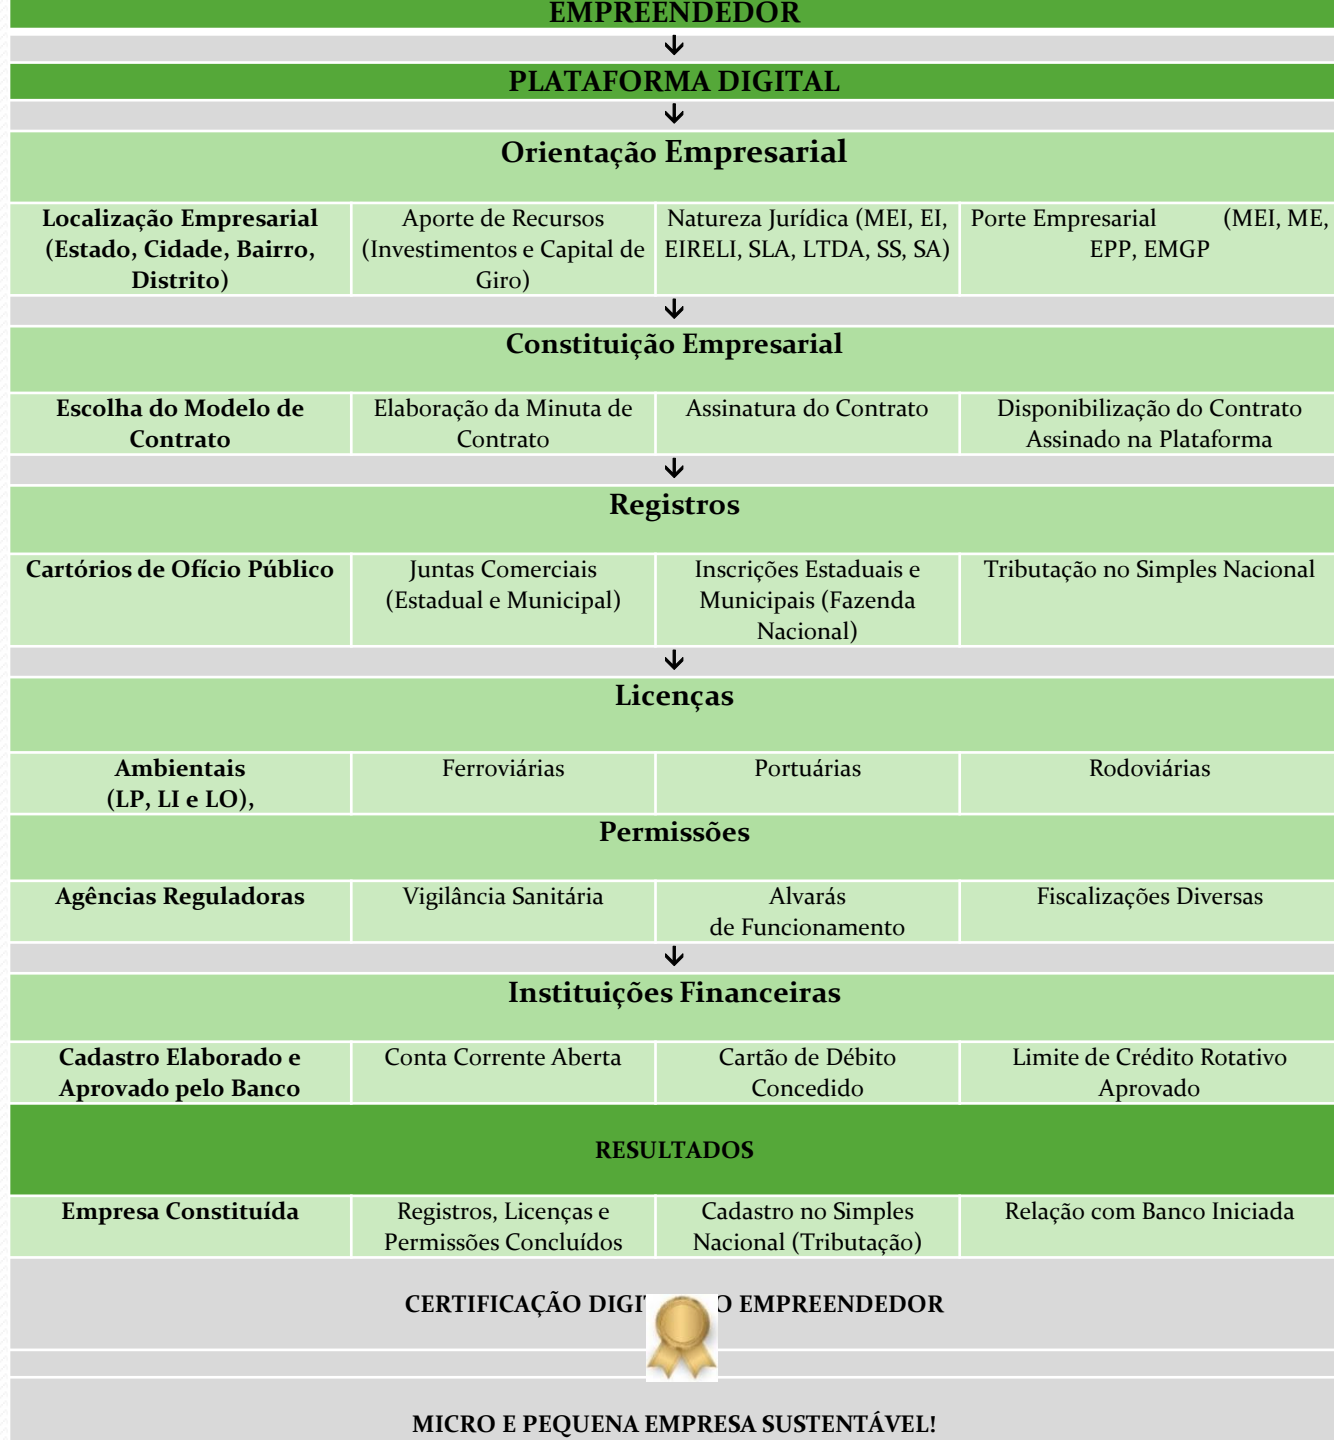 EMPREENDEDOR
PLATAFORMA DIGITAL
Orientação Empresarial
Localização Empresarial
(Estado, Cidade, Bairro,
Distrito)
Aporte de Recursos
(Investimentos e Capital de
Giro)
Natureza Jurídica (MEI, EI,
EIRELI, SLA, LTDA, SS, SA)
Porte Empresarial (MEI, ME,
EPP, EMGP
Constituição Empresarial
Escolha do Modelo de
Contrato
Elaboração da Minuta de
Contrato
Assinatura do Contrato
Disponibilização do Contrato
Assinado na Plataforma
Registros
Cartórios de Ofício Público
Juntas Comerciais
(Estadual e Municipal)
Inscrições Estaduais e
Municipais (Fazenda
Nacional)
Tributação no Simples Nacional
Licenças
Ambientais
(LP, LI e LO),
Ferroviárias
Portuárias
Rodoviárias
Permissões
Agências Reguladoras
Vigilância Sanitária
Alvarás
de Funcionamento
Fiscalizações Diversas
Instituições Financeiras
Cadastro Elaborado e
Aprovado pelo Banco
Conta Corrente Aberta
Cartão de Débito
Concedido
Limite de Crédito Rotativo
Aprovado
RESULTADOS
Empresa Constituída
Registros, Licenças e
Permissões Concluídos
Cadastro no Simples
Nacional (Tributação)
Relação com Banco Iniciada
CERTIFICAÇÃO EMPREENDEDOR
MICRO E PEQUENA EMPRESA SUSTENTÁVEL!